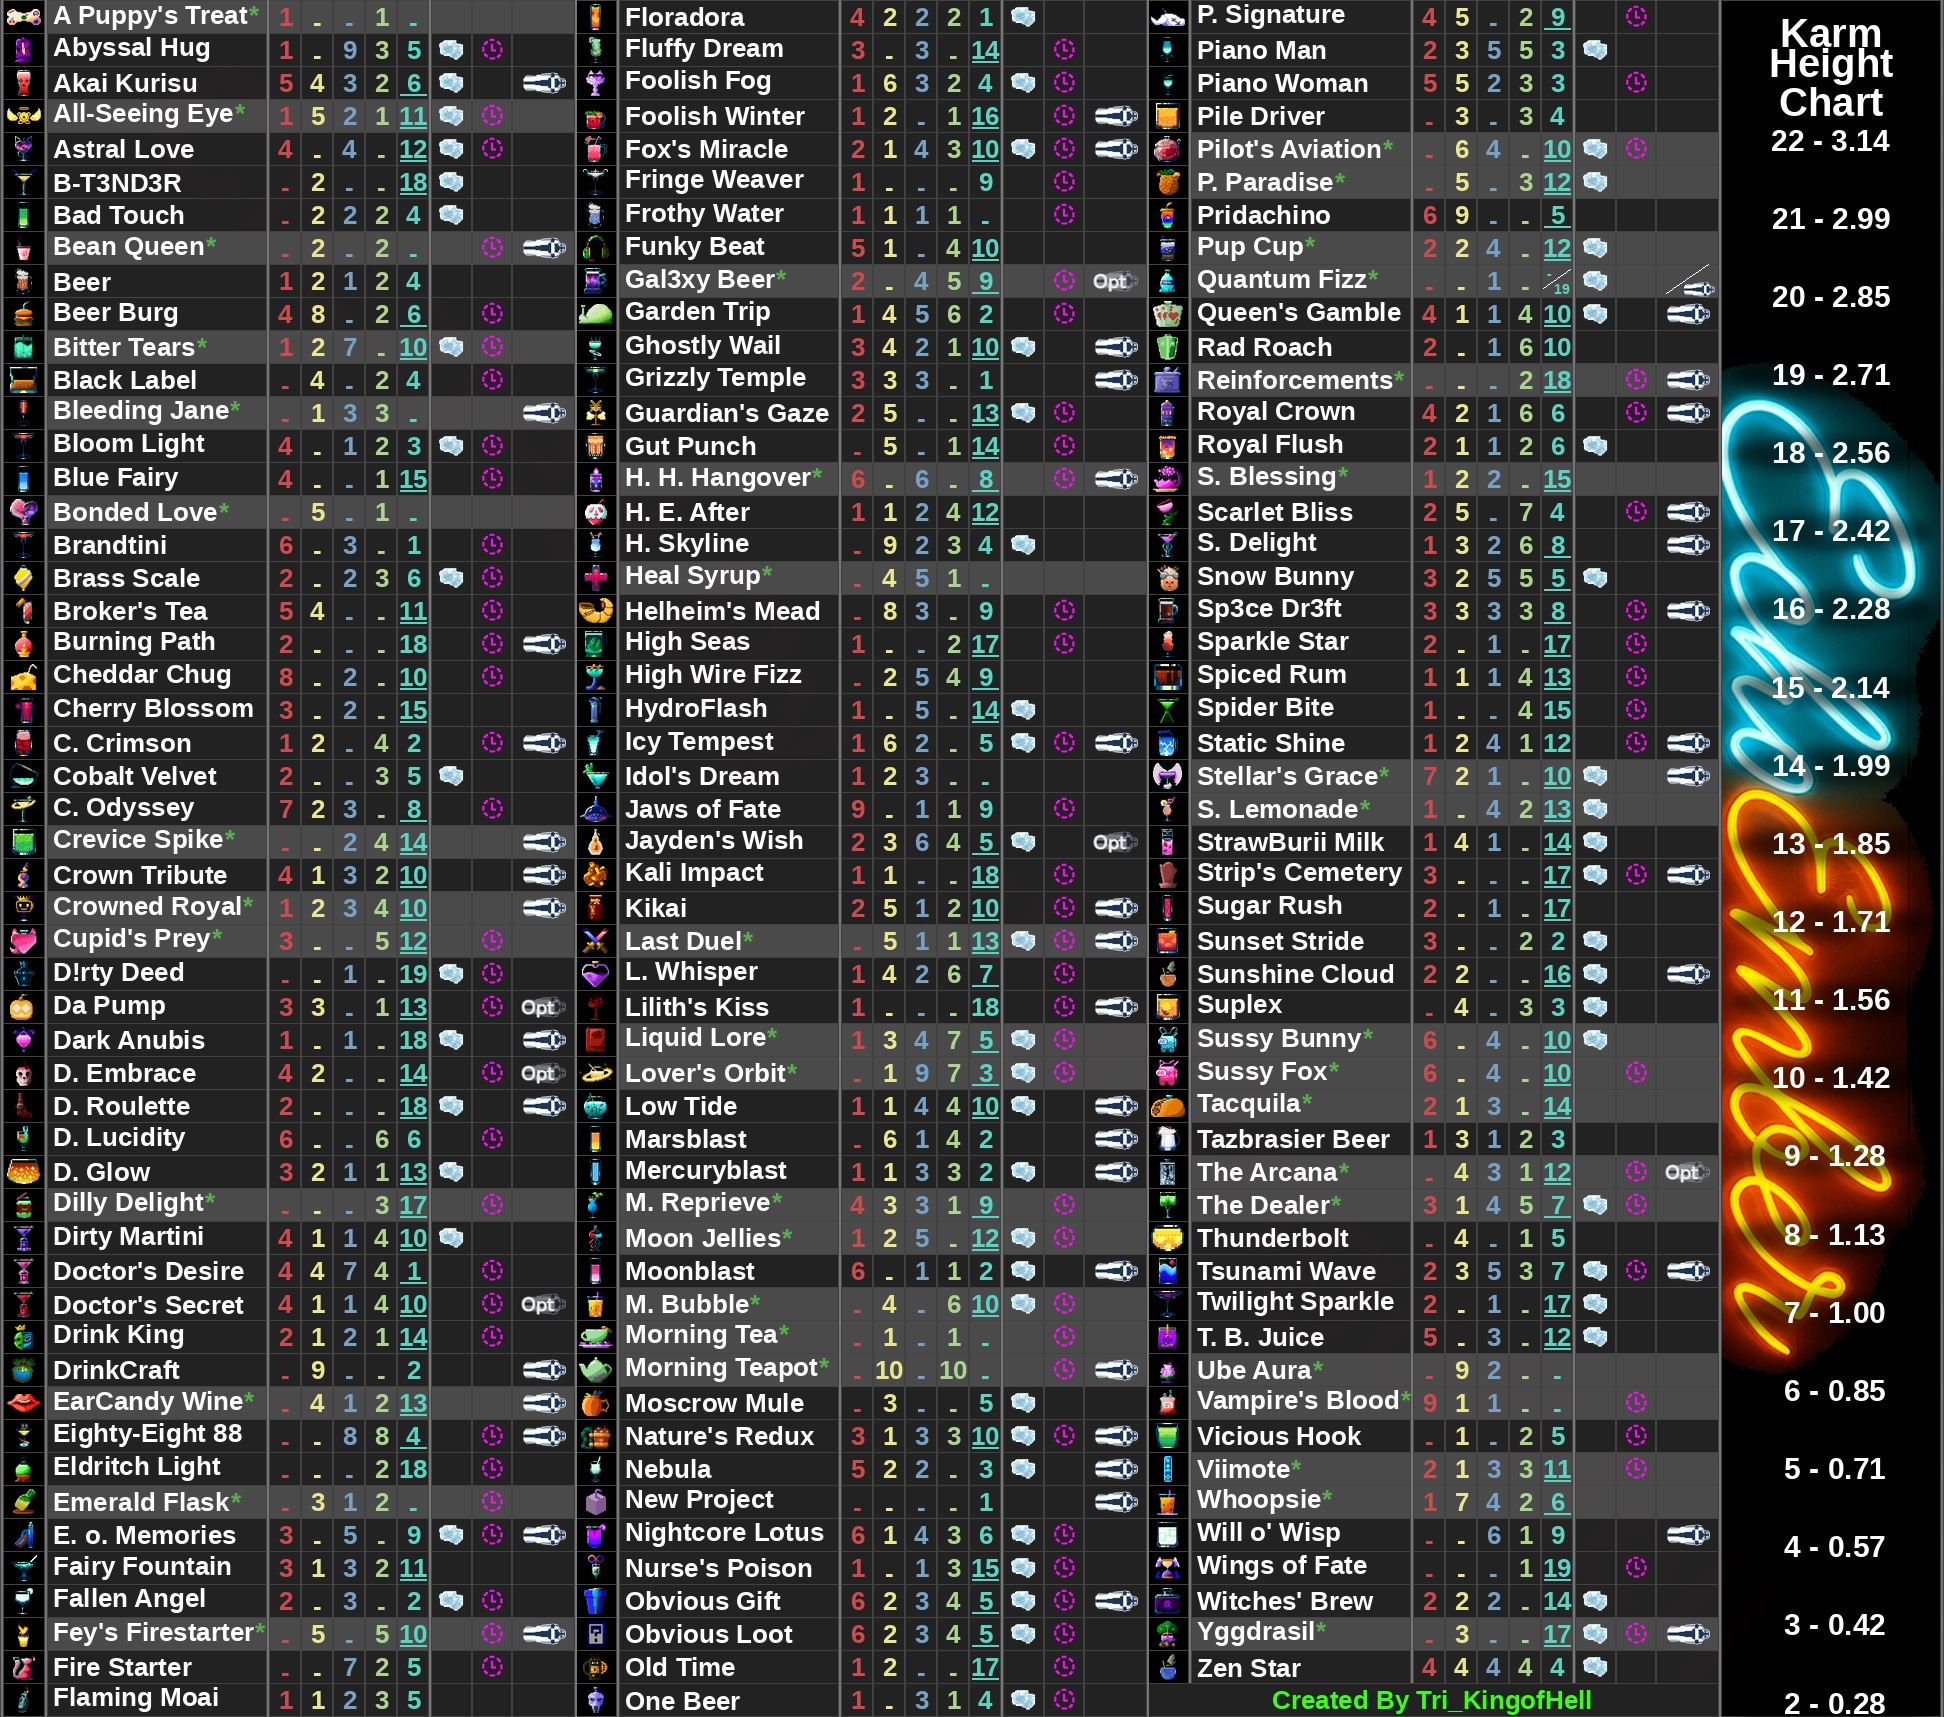 A Puppy's Treat* 1 - - 1 -
Abyssal Hug 1 - 9 3 5
Akai Kurisu 5 4 3 2 6
All-Seeing Eye* 1 5 2 1 11
Astral Love 4 - 4 - 12
B-T3ND3R - 2 - - 18
Bad Touch - 2 2 2 4
Bean Queen* - 2 - 2 -
Beer 1 2 1 2 4
Beer Burg 4 8 - 2 6
Bitter Tears* 1 2 7 - 10
Black Label - 4 - 2 4
Bleeding Jane* - 1 3 3 -
Bloom Light 4 - 1 2 3
Blue Fairy 4 - - 1 15
Bonded Love* - 5 - 1 -
Brandtini 6 - 3 - 1
Brass Scale 2 - 2 3 6
Broker's Tea 5 4 - - 11
Burning Path 2 - - - 18
Cheddar Chug 8 - 2 - 10
Cherry Blossom 3 - 2 - 15
C. Crimson 1 2 - 4 2
Cobalt Velvet 2 - - 3 5
C. Odyssey 7 2 3 - 8
Crevice Spike* - - 2 4 14
Crown Tribute 4 1 3 2 10
Crowned Royal* 1 2 3 4 10
Cupid's Prey* 3 - - 5 12
D!rty Deed - - 1 - 19
Da Pump 3 3 - 1 13 Opt
Dark Anubis 1 - 1 - 18
D. Embrace 4 2 - - 14 Opt
D. Roulette 2 - - - 18
D. Lucidity 6 - - 6 6
D. Glow 3 2 1 1 13
Dilly Delight* - - - 3 17
Dirty Martini 4 1 1 4 10
Doctor's Desire 4 4 7 4 1
Doctor's Secret 4 1 1 4 10 Opt
Drink King 2 1 2 1 14
DrinkCraft - 9 - - 2
EarCandy Wine* - 4 1 2 13
Eighty-Eight 88 - - 8 8 4
Eldritch Light - - - 2 18
Emerald Flask* - 3 1 2 -
E. o. Memories 3 - 5 - 9
Fairy Fountain 3 1 3 2 11
Fallen Angel 2 - 3 - 2
Fey's Firestarter* - 5 - 5 10
Fire Starter - - 7 2 5
Flaming Moai 1 1 2 3 5
Floradora 4 2 2 2 1
Fluffy Dream 3 - 3 - 14
Foolish Fog 1 6 3 2 4
Foolish Winter 1 2 - 1 16
Fox's Miracle 2 1 4 3 10
Fringe Weaver 1 - - - 9
Frothy Water 1 1 1 1 -
Funky Beat 5 1 - 4 10
Gal3xy Beer* 2 - 4 5 9 Opt
Garden Trip 1 4 5 6 2
Ghostly Wail 3 4 2 1 10
Grizzly Temple 3 3 3 - 1
Guardian's Gaze 2 5 - - 13
Gut Punch - 5 - 1 14
H. H. Hangover* 6 - 6 - 8
H. E. After 1 1 2 4 12
H. Skyline - 9 2 3 4
Heal Syrup* - 4 5 1 -
Helheim's Mead - 8 3 - 9
High Seas 1 - - 2 17
High Wire Fizz - 2 5 4 9
HydroFlash 1 - 5 - 14
Icy Tempest 1 6 2 - 5
Idol's Dream 1 2 3 - -
Jaws of Fate 9 - 1 1 9
Jayden's Wish 2 3 6 4 5 Opt
Kali Impact 1 1 - - 18
Kikai 2 5 1 2 10
Last Duel* - 5 1 1 13
L. Whisper 1 4 2 6 7
Lilith's Kiss 1 - - - 18
Liquid Lore* 1 3 4 7 5
Lover's Orbit* - 1 9 7 3
Low Tide 1 1 4 4 10
Marsblast - 6 1 4 2
Mercuryblast 1 1 3 3 2
M. Reprieve* 4 3 3 1 9
Moon Jellies* 1 2 5 - 12
Moonblast 6 - 1 1 2
M. Bubble* - 4 - 6 10
Morning Tea* - 1 - 1 -
Morning Teapot* - 10 - 10 -
Moscrow Mule - 3 - - 5
Nature's Redux 3 1 3 3 10
Nebula 5 2 2 - 3
New Project - - - - 1
Nightcore Lotus 6 1 4 3 6
Nurse's Poison 1 - 1 3 15
Obvious Gift 6 2 3 4 5
Obvious Loot 6 2 3 4 5
Old Time 1 2 - - 17
One Beer 1 - 3 1 4
P. Signature 4 5 - 2 9
Piano Man 2 3 5 5 3
Piano Woman 5 5 2 3 3
Pile Driver - 3 - 3 4
Pilot's Aviation* - 6 4 - 10
P. Paradise* - 5 - 3 12
Pridachino 6 9 - - 5
Pup Cup* 2 2 4 - 12
Quantum Fizz* - - 1 - -/19
Queen's Gamble 4 1 1 4 10
Rad Roach 2 - 1 6 10
Reinforcements* - - - 2 18
Royal Crown 4 2 1 6 6
Royal Flush 2 1 1 2 6
S. Blessing* 1 2 2 - 15
Scarlet Bliss 2 5 - 7 4
S. Delight 1 3 2 6 8
Snow Bunny 3 2 5 5 5
Sp3ce Dr3ft 3 3 3 3 8
Sparkle Star 2 - 1 - 17
Spiced Rum 1 1 1 4 13
Spider Bite 1 - - 4 15
Static Shine 1 2 4 1 12
Stellar's Grace* 7 2 1 - 10
S. Lemonade* 1 - 4 2 13
StrawBurii Milk 1 4 1 - 14
Strip's Cemetery 3 - - - 17
Sugar Rush 2 - 1 - 17
Sunset Stride 3 - - 2 2
Sunshine Cloud 2 2 - - 16
Suplex - 4 - 3 3
Sussy Bunny* 6 - 4 - 10
Sussy Fox* 6 - 4 - 10
Tacquila* 2 1 3 - 14
Tazbrasier Beer 1 3 1 2 3
The Arcana* - 4 3 1 12 Opt
The Dealer* 3 1 4 5 7
Thunderbolt - 4 - 1 5
Tsunami Wave 2 3 5 3 7
Twilight Sparkle 2 - 1 - 17
T. B. Juice 5 - 3 - 12
Ube Aura* - 9 2 - -
Vampire's Blood* 9 1 1 - -
Vicious Hook - 1 - 2 5
Viimote* 2 1 3 3 11
Whoopsie* 1 7 4 2 6
Will o' Wisp - - 6 1 9
Wings of Fate - - - 1 19
Witches' Brew 2 2 2 - 14
Yggdrasil* - 3 - - 17
Zen Star 4 4 4 4 4
Created By Tri_KingofHell
Karm
Height
Chart
22 - 3.14
21 - 2.99
20 - 2.85
19 - 2.71
18 - 2.56
17 - 2.42
16 - 2.28
15 - 2.14
14 - 1.99
13 - 1.85
12 - 1.71
11 - 1.56
10 - 1.42
9 - 1.28
8 - 1.13
7 - 1.00
6 - 0.85
5 - 0.71
4 - 0.57
3 - 0.42
2 - 0.28